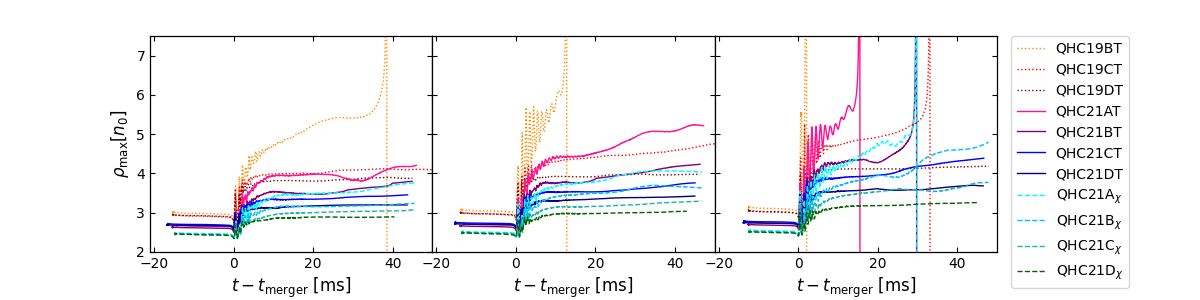 7
6
5
4
3
2
ρmax[n0]
−20 0 20 40
−20 0 20 40
−20 0 20 40
t − tmerger [ms]
t − tmerger [ms]
t − tmerger [ms]
QHC19BT
QHC19CT
QHC19DT
QHC21AT
QHC21BT
QHC21CT
QHC21DT
QHC21Aχ
QHC21Bχ
QHC21Cχ
QHC21Dχ